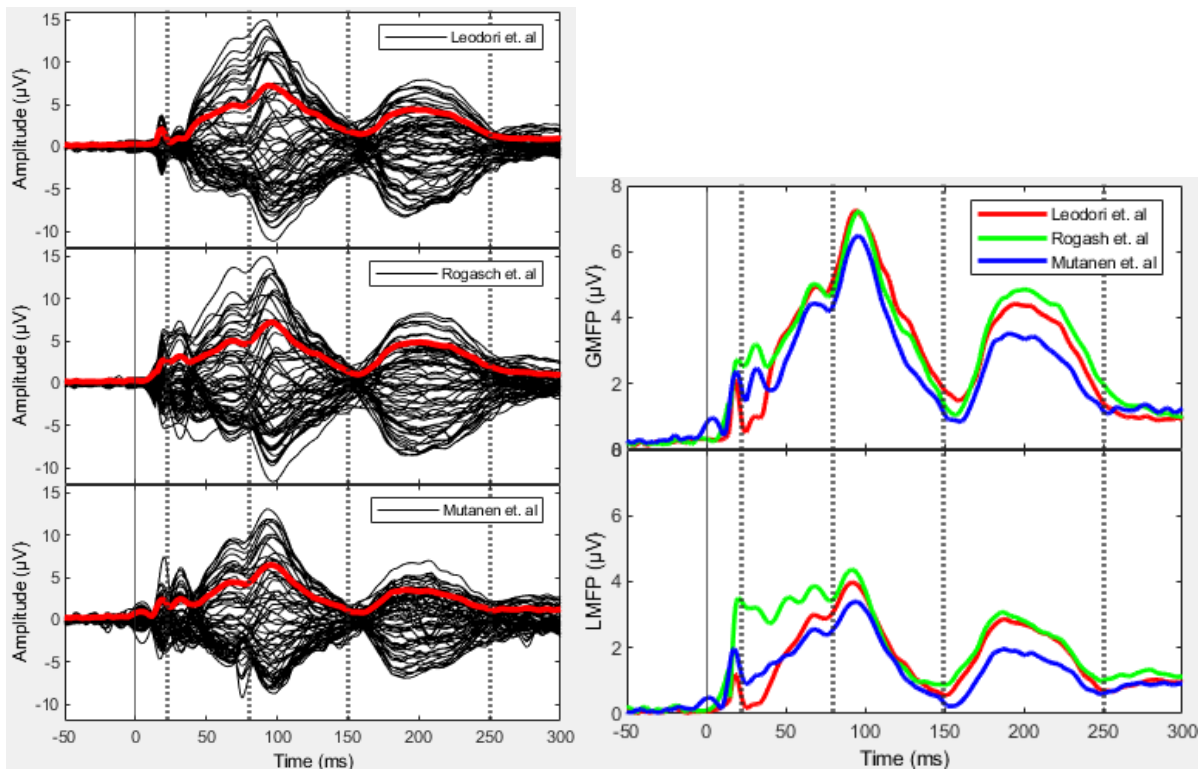 15
10
5
0
-5
-10
Amplitude (µV)
Leodori et. al
15
10
5
0
-5
-10
Amplitude (µV)
Rogasch et. al
15
10
5
0
-5
-10
Amplitude (µV)
Mutanen et. al
-50 0 50 100 150 200 250 300
Time (ms)
8
6
4
2
GMFP (µV)
Leodori et. al
Rogash et. al
Mutanen et. al
6
4
2
0
LMFP (µV)
-50 0 50 100 150 200 250 300
Time (ms)